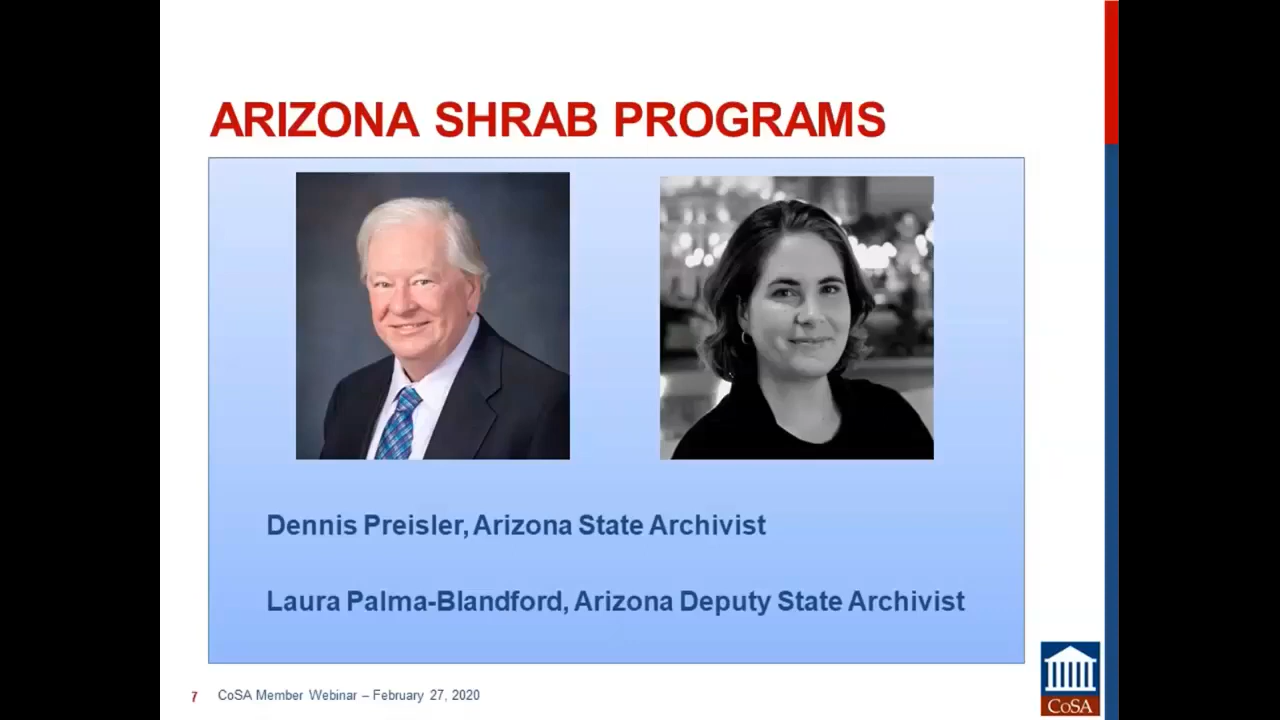 ARIZONA SHRAB PROGRAMS
Dennis Preisler, Arizona State Archivist
Laura Palma-Blandford, Arizona Deputy State Archivist
7 CoSA Member Webinar – February 27, 2020
CoSA